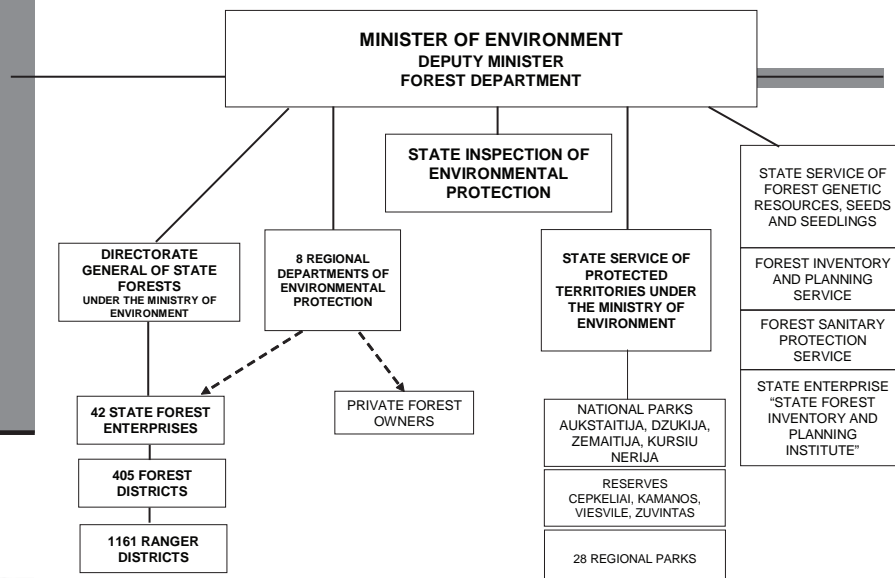 MINISTER OF ENVIRONMENT
DEPUTY MINISTER
FOREST DEPARTMENT
STATE INSPECTION OF
ENVIRONMENTAL
PROTECTION
STATE SERVICE OF
FOREST GENETIC
RESOURCES, SEEDS
AND SEEDLINGS
FOREST INVENTORY
AND PLANNING
SERVICE
FOREST SANITARY
PROTECTION
SERVICE
STATE ENTERPRISE
“STATE FOREST
INVENTORY AND
PLANNING
INSTITUTE”
DIRECTORATE
GENERAL OF STATE
FORESTS
UNDER THE MINISTRY OF
ENVIRONMENT
8 REGIONAL
DEPARTMENTS OF
ENVIRONMENTAL
PROTECTION
STATE SERVICE OF
PROTECTED
TERRITORIES UNDER
THE MINISTRY OF
ENVIRONMENT
42 STATE FOREST
ENTERPRISES
PRIVATE FOREST
OWNERS
405 FOREST
DISTRICTS
1161 RANGER
DISTRICTS
NATIONAL PARKS
AUKSTAITIJA, DZUKIJA,
ZEMAITIJA, KURSIU
NERIJA
RESERVES
CEPKELIAI, KAMANOS,
VIESVILE, ZUVINTAS
28 REGIONAL PARKS